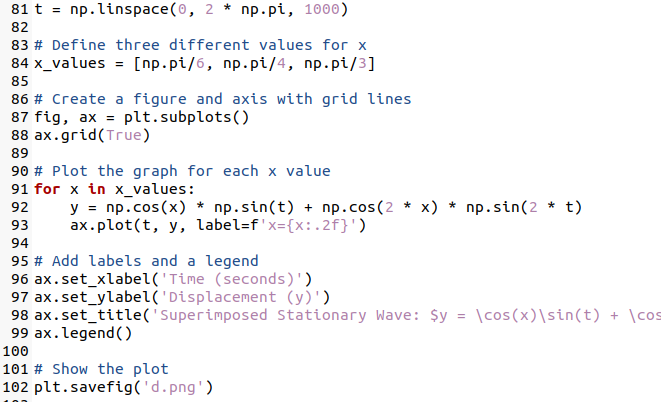 81 t = np.linspace(0, 2 * np.pi, 1000)
82
83 # Define three different values for x
84 x_values = [np.pi/6, np.pi/4, np.pi/3]
85
86 # Create a figure and axis with grid lines
87 fig, ax = plt.subplots()
88 ax.grid(True)
89
90 # Plot the graph for each x value
91 for x in x_values:
92     y = np.cos(x) * np.sin(t) + np.cos(2 * x) * np.sin(2 * t)
93     ax.plot(t, y, label=f'x={x:.2f}')
94
95 # Add labels and a legend
96 ax.set_xlabel('Time (seconds)')
97 ax.set_ylabel('Displacement (y)')
98 ax.set_title('Superimposed Stationary Wave: $y = \cos(x)\sin(t) + \cos
99 ax.legend()
100
101 # Show the plot
102 plt.savefig('d.png')